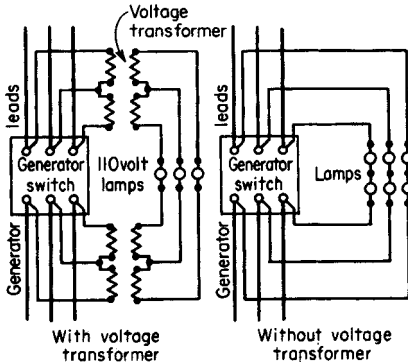 Voltage
transformer
leads
Generator
switch
110 volt
lamps
Generator
With voltage
transformer
Generator
switch
Lamps
Without voltage
transformer